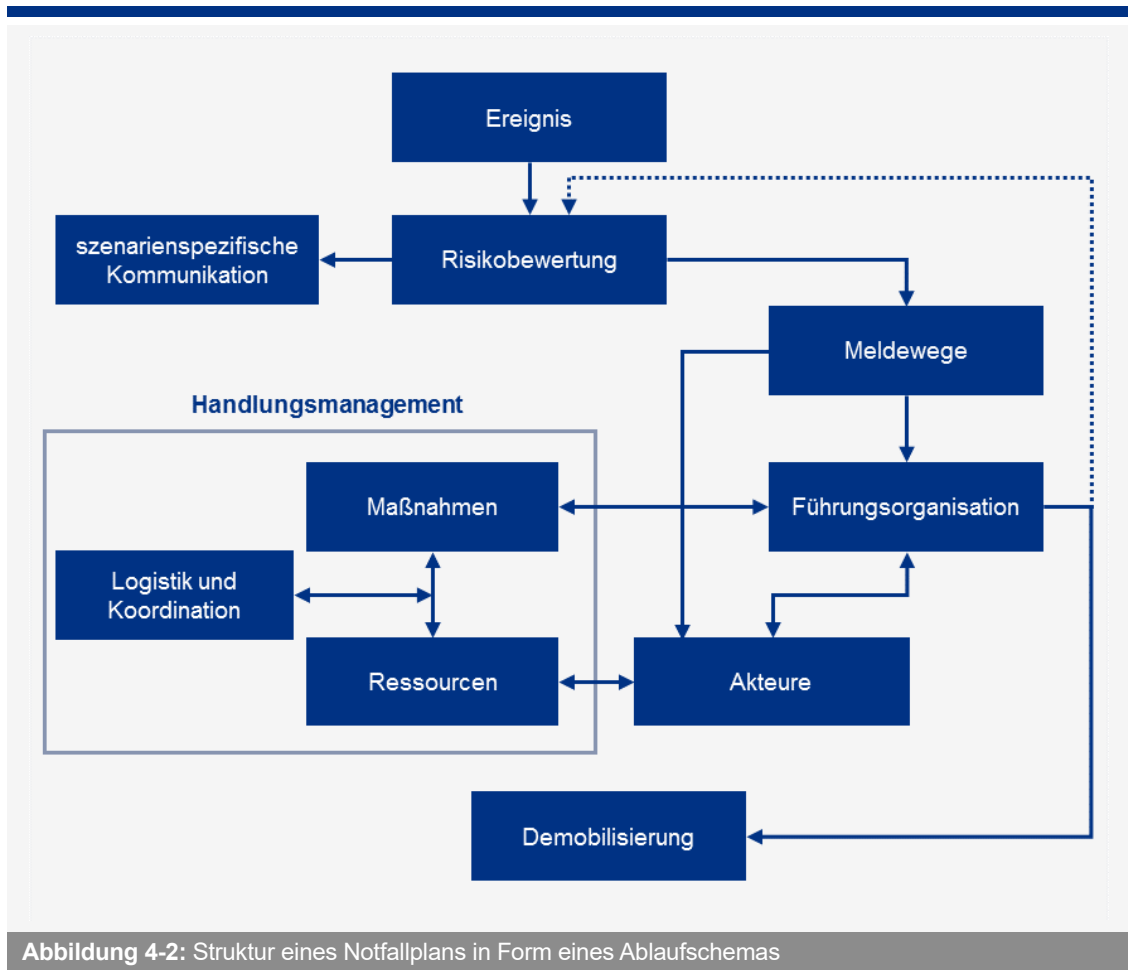 Ereignis
szenarienspezifische
Kommunikation
Risikobewertung
Meldewege
Handlungsmanagement
Maßnahmen
Führungsorganisation
Logistik und
Koordination
Ressourcen
Akteure
Demobilisierung
Abbildung 4-2: Struktur eines Notfallplans in Form eines Ablaufschemas